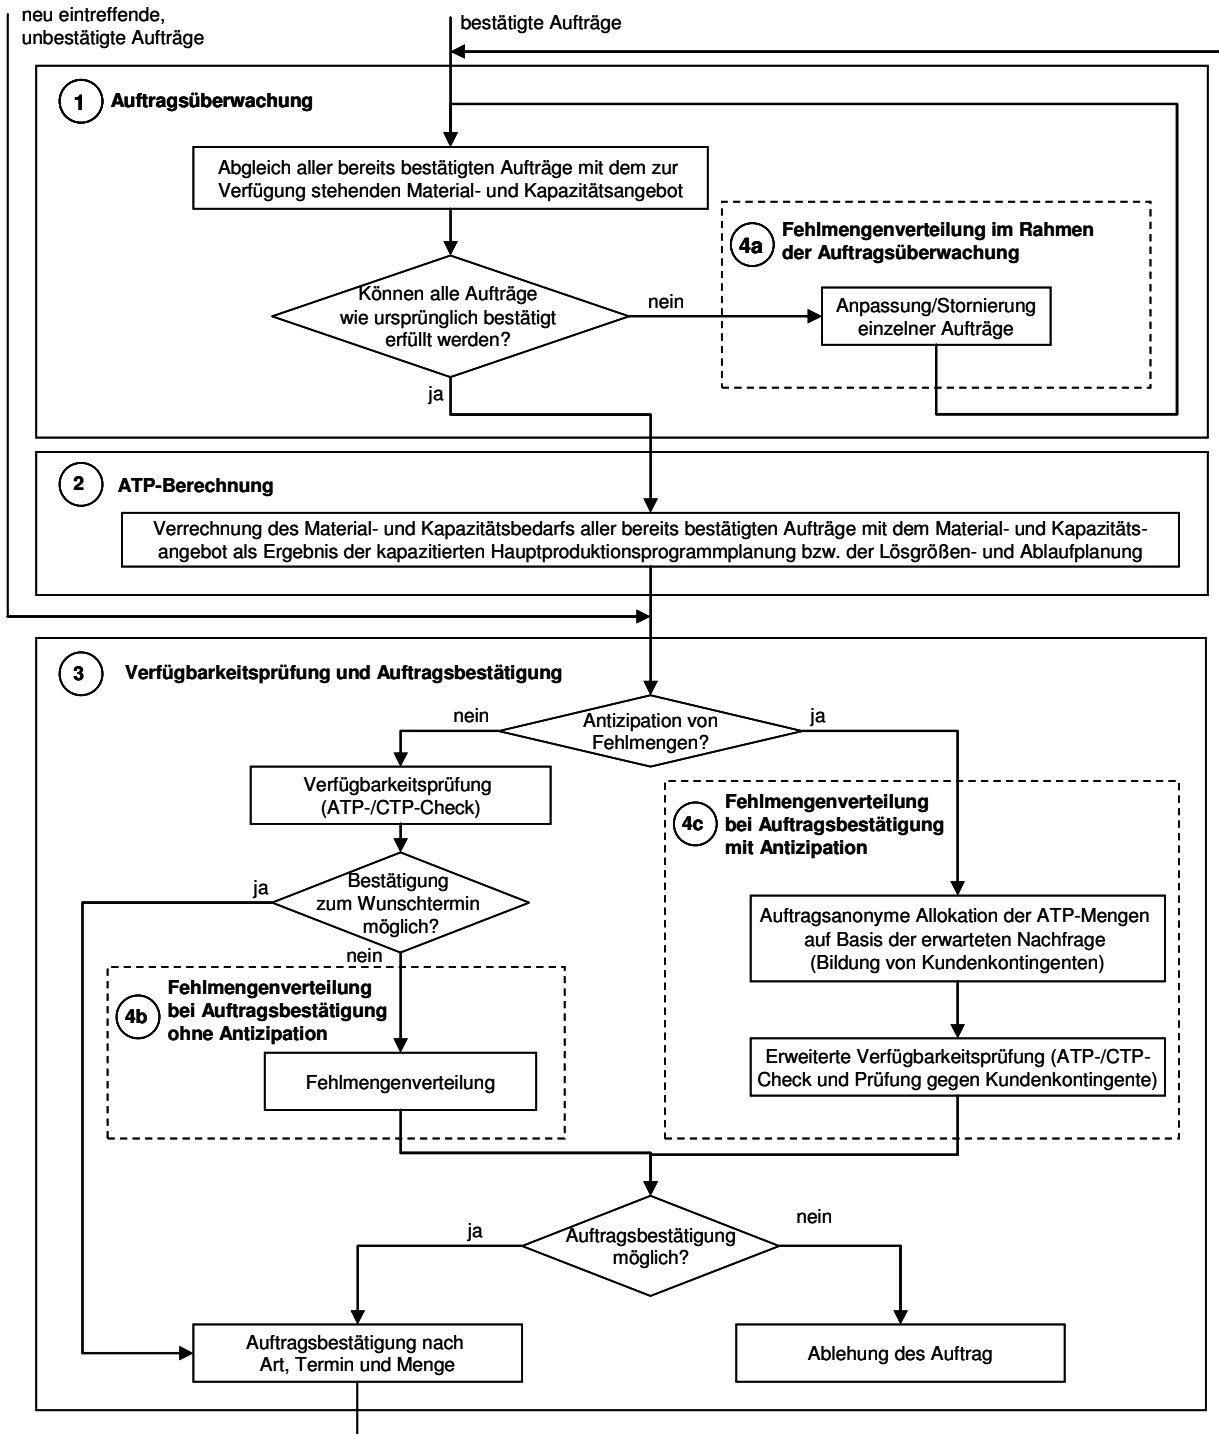 neu eintreffende,
unbestätigte Aufträge
bestätigte Aufträge
1 Auftragsüberwachung
Abgleich aller bereits bestätigten Aufträge mit dem zur
Verfügung stehenden Material- und Kapazitätsangebot
4a
Fehlmengenverteilung im Rahmen
der Auftragsüberwachung
Können alle Aufträge
wie ursprünglich bestätigt
erfüllt werden?
nein
Anpassung/Stornierung
einzelner Aufträge
ja
2 ATP-Berechnung
Verrechnung des Material- und Kapazitätsbedarfs aller bereits bestätigten Aufträge mit dem Material- und Kapazitäts-
angebot als Ergebnis der kapazitierten Hauptproduktionsprogrammplanung bzw. der Lösgrößen- und Ablaufplanung
3 Verfügbarkeitsprüfung und Auftragsbestätigung
nein
Antizipation von
Fehlmengen?
ja
Verfügbarkeitsprüfung
(ATP-/CTP-Check)
ja
Bestätigung
zum Wunschtermin
möglich?
nein
4b
Fehlmengenverteilung
bei Auftragsbestätigung
ohne Antizipation
Fehlmengenverteilung
4c
Fehlmengenverteilung
bei Auftragsbestätigung
mit Antizipation
Auftragsanonyme Allokation der ATP-Mengen
auf Basis der erwarteten Nachfrage
(Bildung von Kundenkontingenten)
Erweiterte Verfügbarkeitsprüfung (ATP-/CTP-
Check und Prüfung gegen Kundenkontingente)
ja
Auftragsbestätigung
möglich?
nein
Auftragsbestätigung nach
Art, Termin und Menge
Ablehung des Auftrag